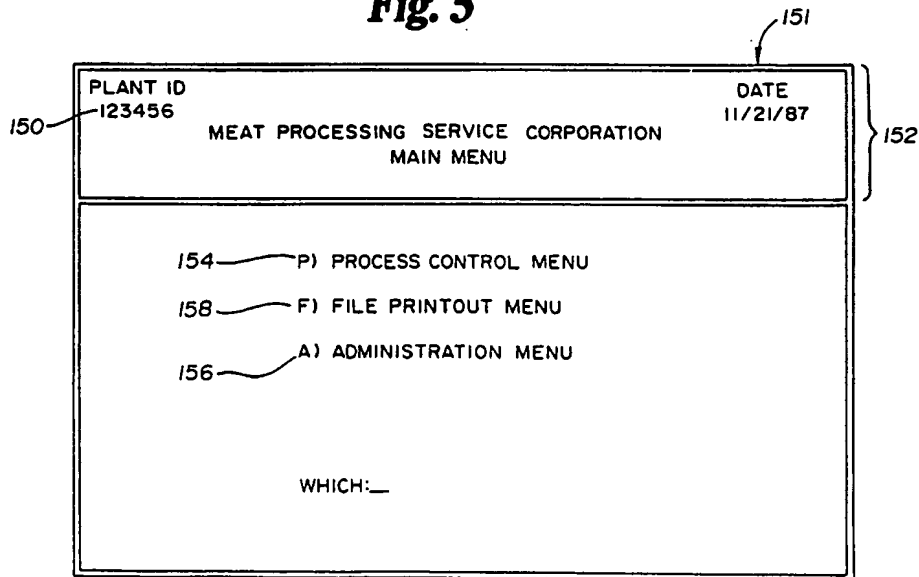 Fig. 5
151
PLANT ID
DATE
150
123456
11/21/87
152
MEAT PROCESSING SERVICE CORPORATION
MAIN MENU
154
P) PROCESS CONTROL MENU
158
F) FILE PRINTOUT MENU
A) ADMINISTRATION MENU
156
WHICH:_